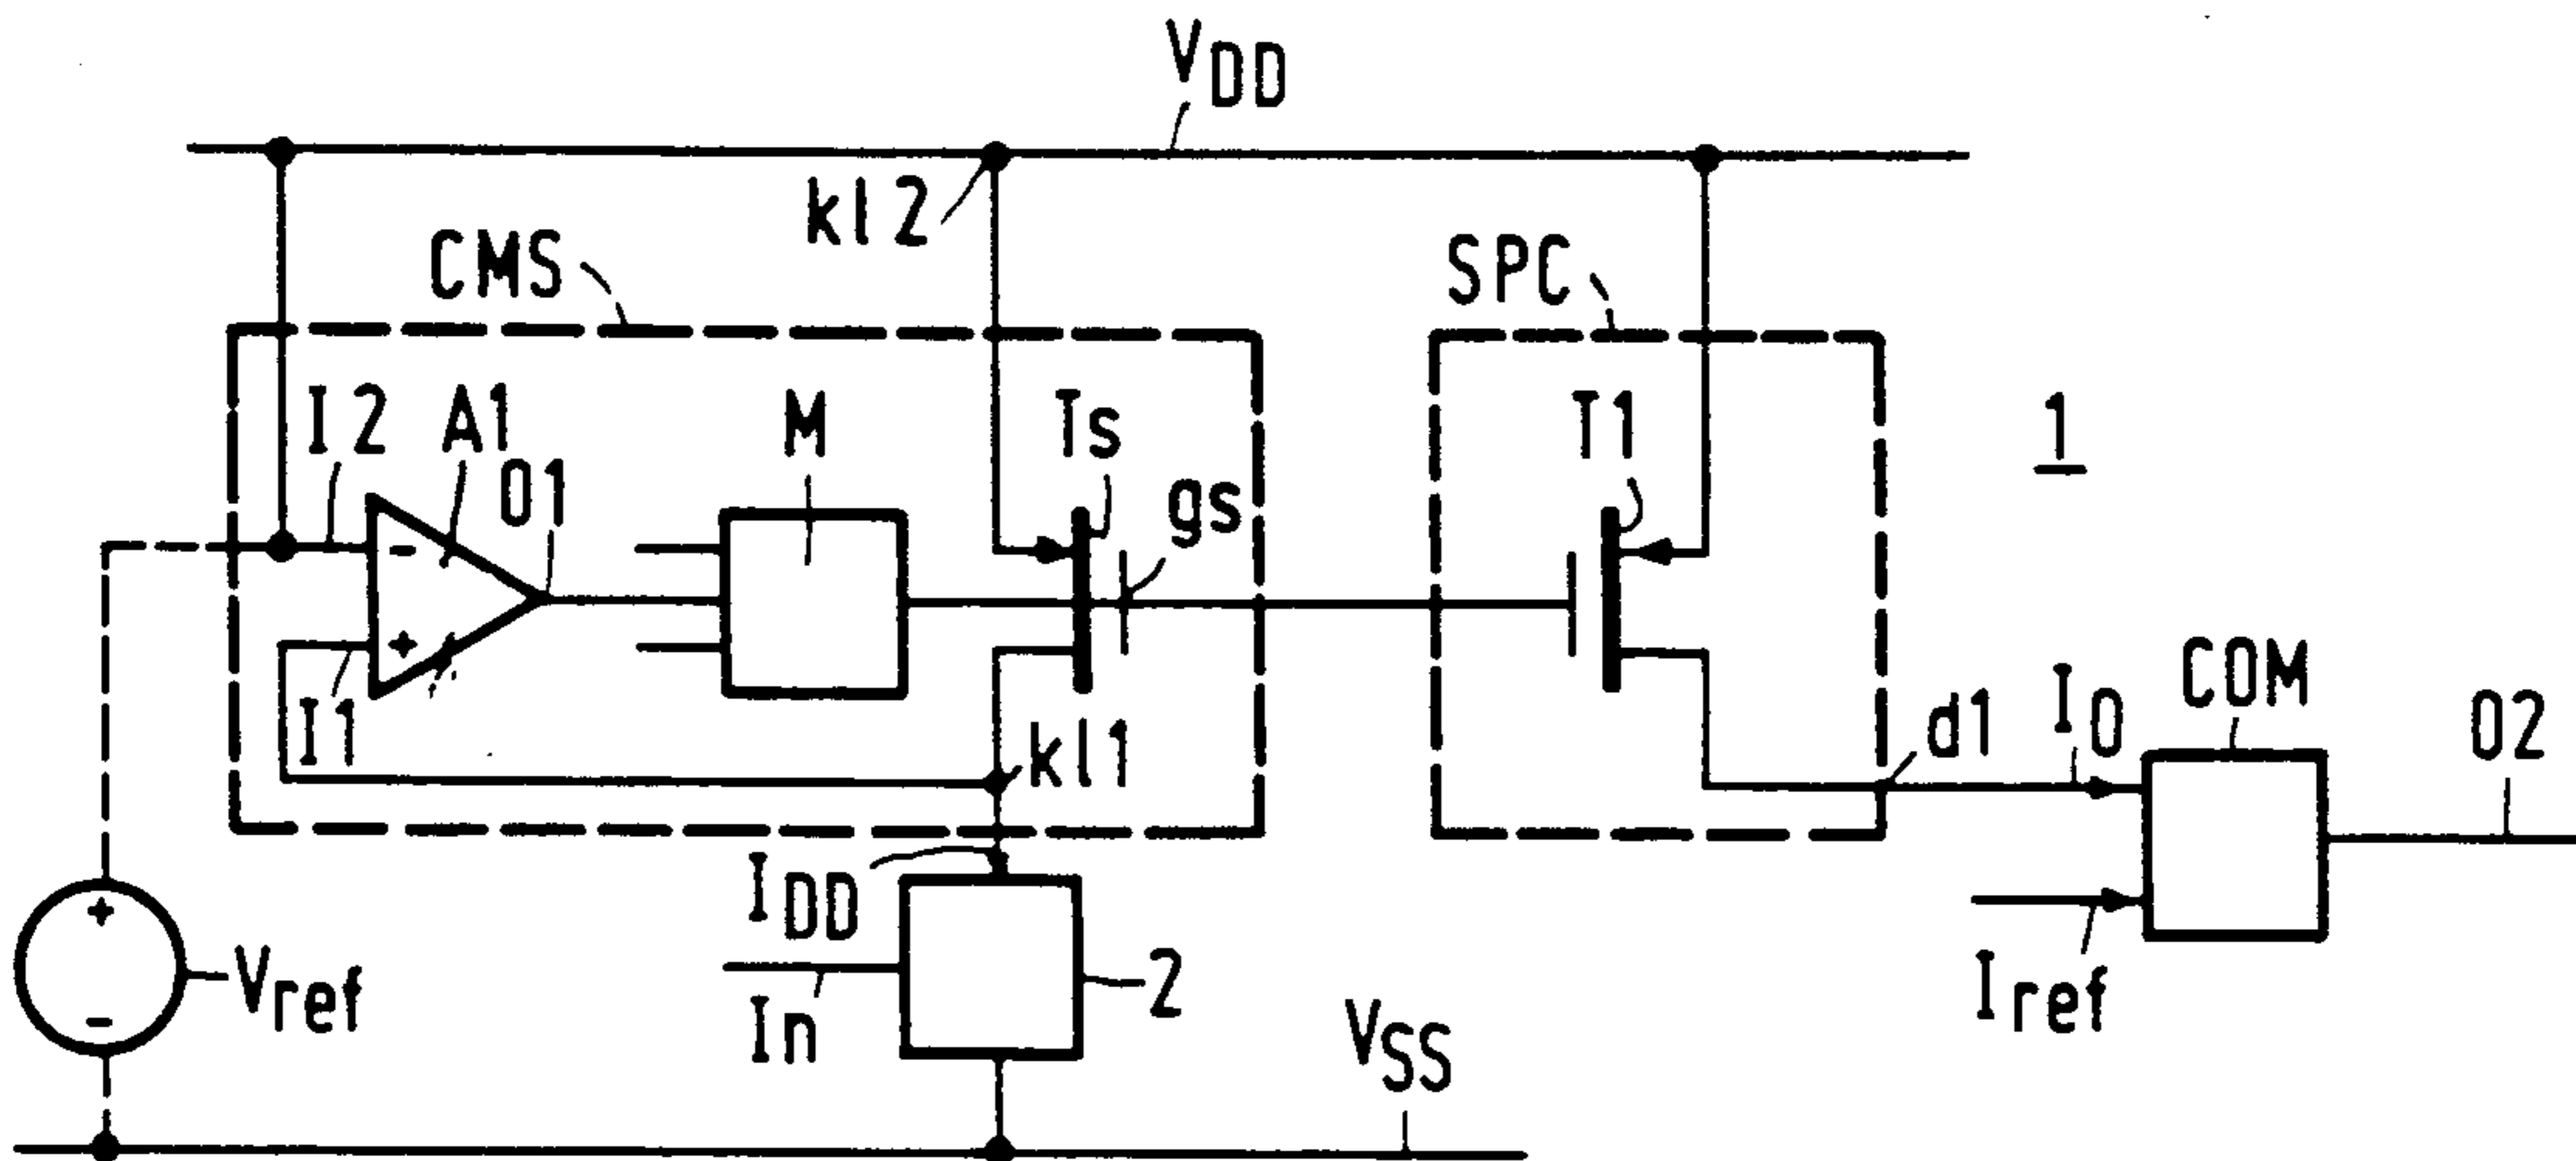 VDD
kl2
CMS
SPC
I2
A1
O1
M
Ts
gs
T1
1
-
+
I1
kl1
d1
IO
COM
O2
IDD
+
-
Vref
In
2
VSS
Iref